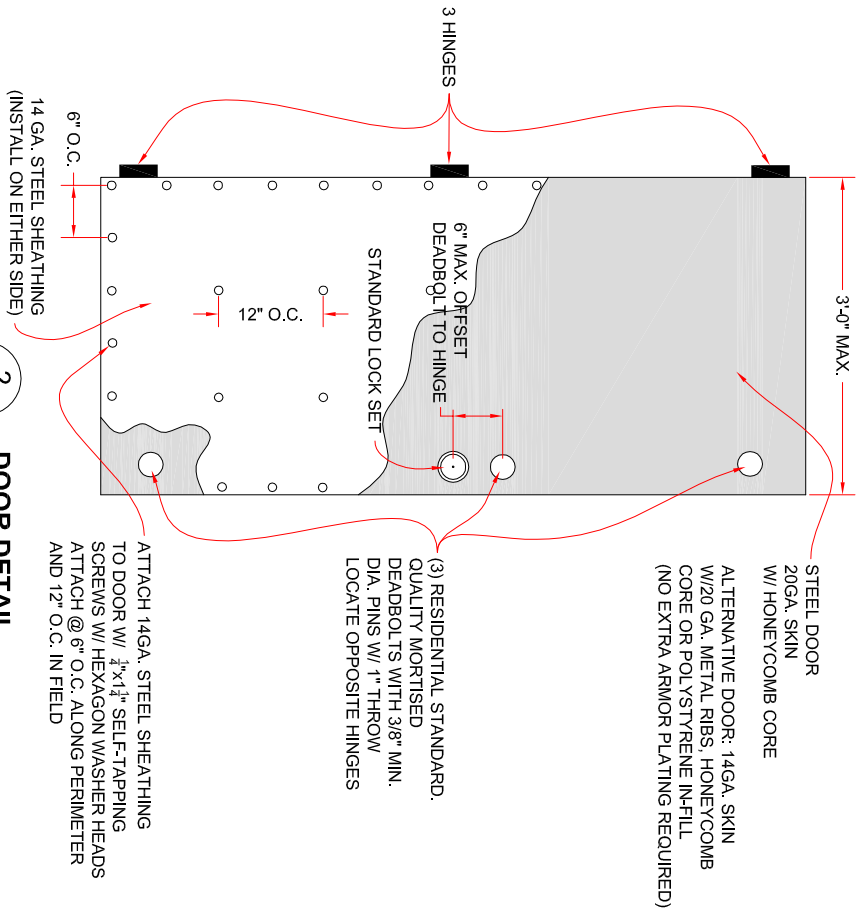 3 HINGES
3'-0" MAX.
STEEL DOOR
20GA. SKIN
W/ HONEYCOMB CORE
ALTERNATIVE DOOR: 14GA. SKIN
W/20 GA. METAL RIBS, HONEYCOMB
CORE OR POLYSTYRENE IN-FILL
(NO EXTRA ARMOR PLATING REQUIRED)
6" MAX. OFFSET
DEADBOLT TO HINGE
STANDARD LOCK SET
(3) RESIDENTIAL STANDARD.
QUALITY MORTISED
DEADBOLTS WITH 3/8" MIN.
DIA. PINS W/ 1" THROW
LOCATE OPPOSITE HINGES
12" O.C.
6" O.C.
14 GA. STEEL SHEATHING
(INSTALL ON EITHER SIDE)
ATTACH 14GA. STEEL SHEATHING
TO DOOR W/ 1/4"x1 1/4" SELF-TAPPING
SCREWS W/ HEXAGON WASHER HEADS
ATTACH @ 6" O.C. ALONG PERIMETER
AND 12" O.C. IN FIELD
2
DOOR DETAIL